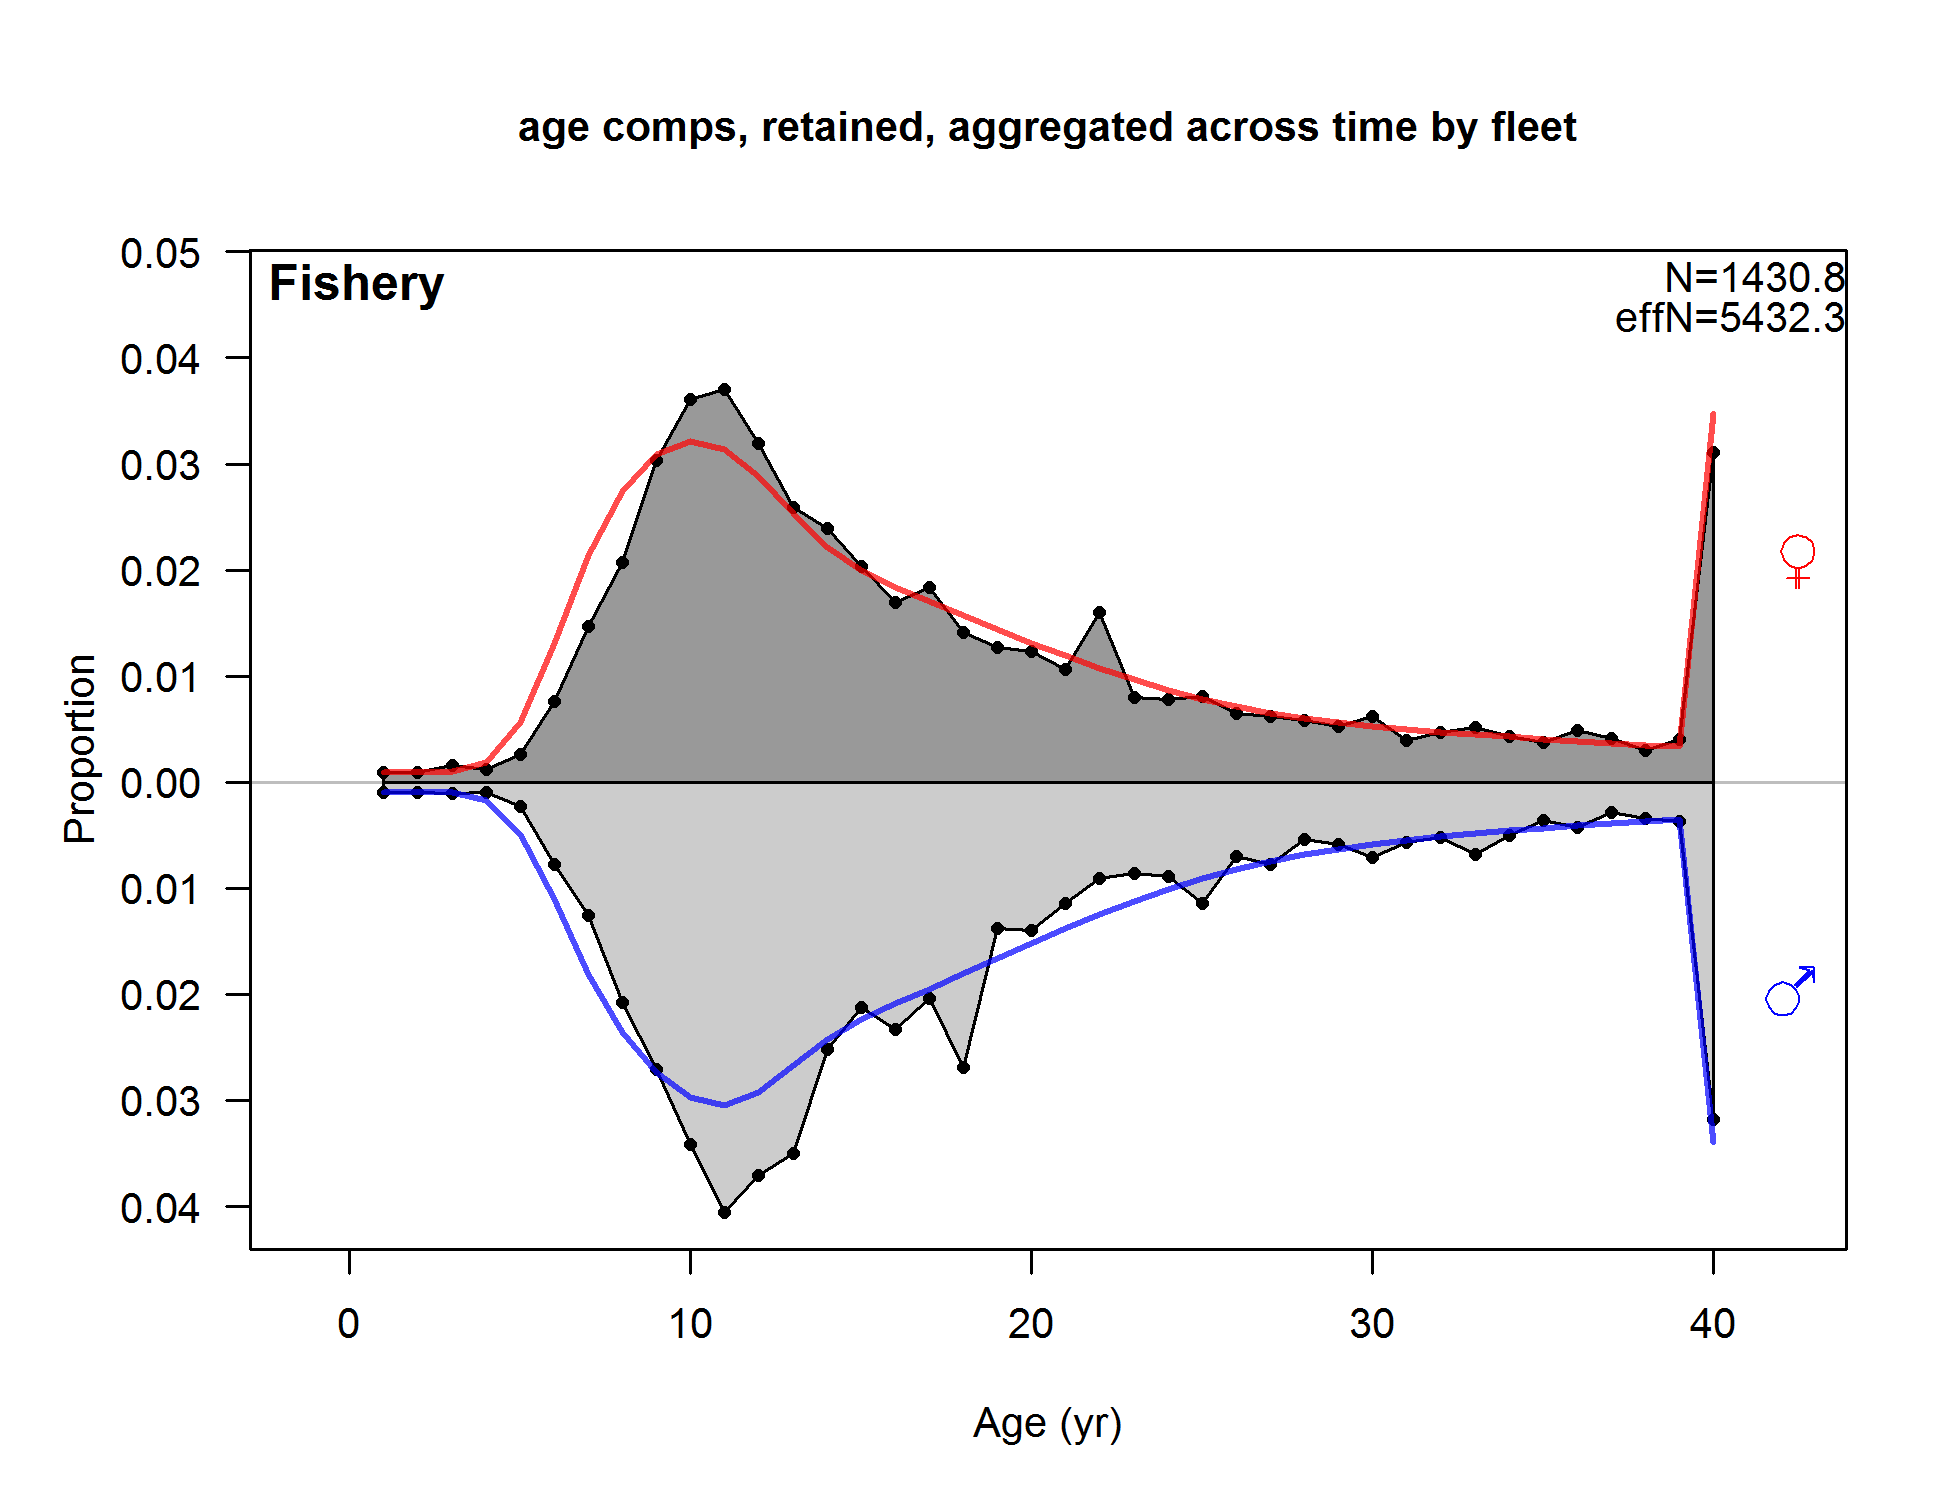 age comps, retained, aggregated across time by fleet
Fishery
N=1430.8
effN=5432.3
Proportion
0.05
0.04
0.03
0.02
0.01
0.00
0.01
0.02
0.03
0.04
♀
♂
0 10 20 30 40
Age (yr)